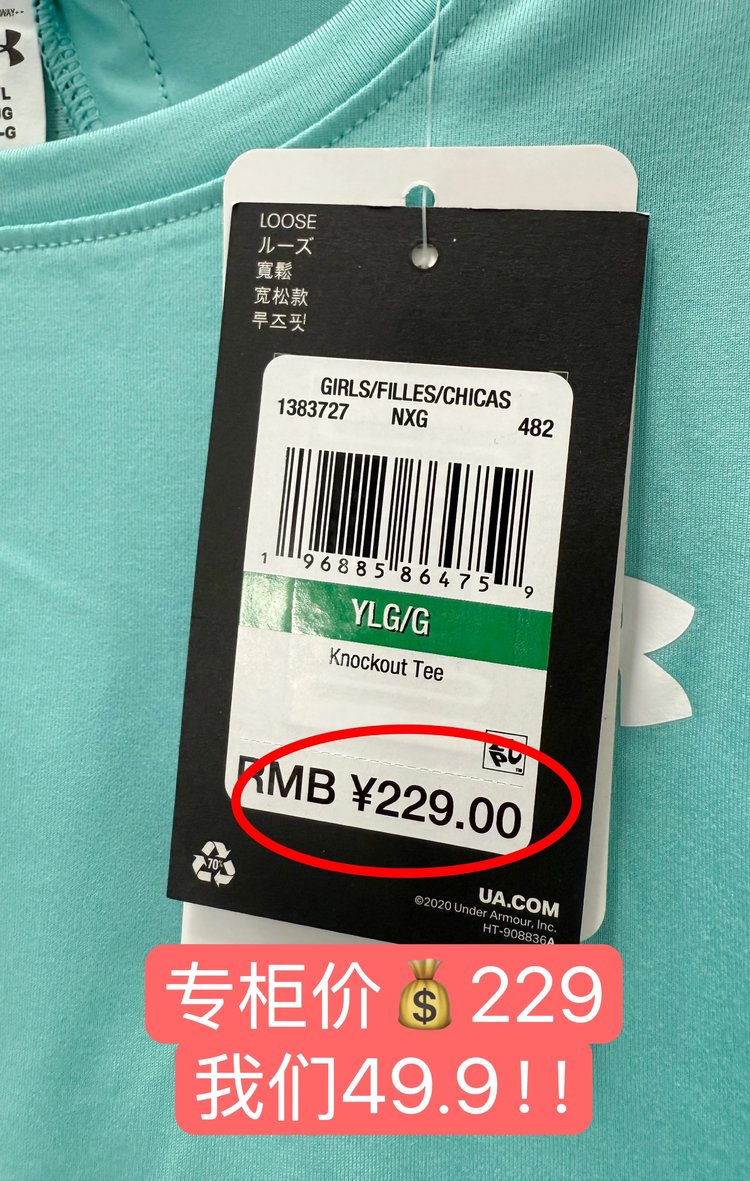 WAY
L
G
-G
LOOSE
ルーズ
寬鬆
宽松款
루즈핏
GIRLS/FILLES/CHICAS
1383727 NXG 482
1 96885 86475 9
YLG/G
Knockout Tee
RMB ¥229.00
70%
UA.COM
©2020 Under Armour, Inc.
HT-908836A
专柜价💰229
我们49.9!!